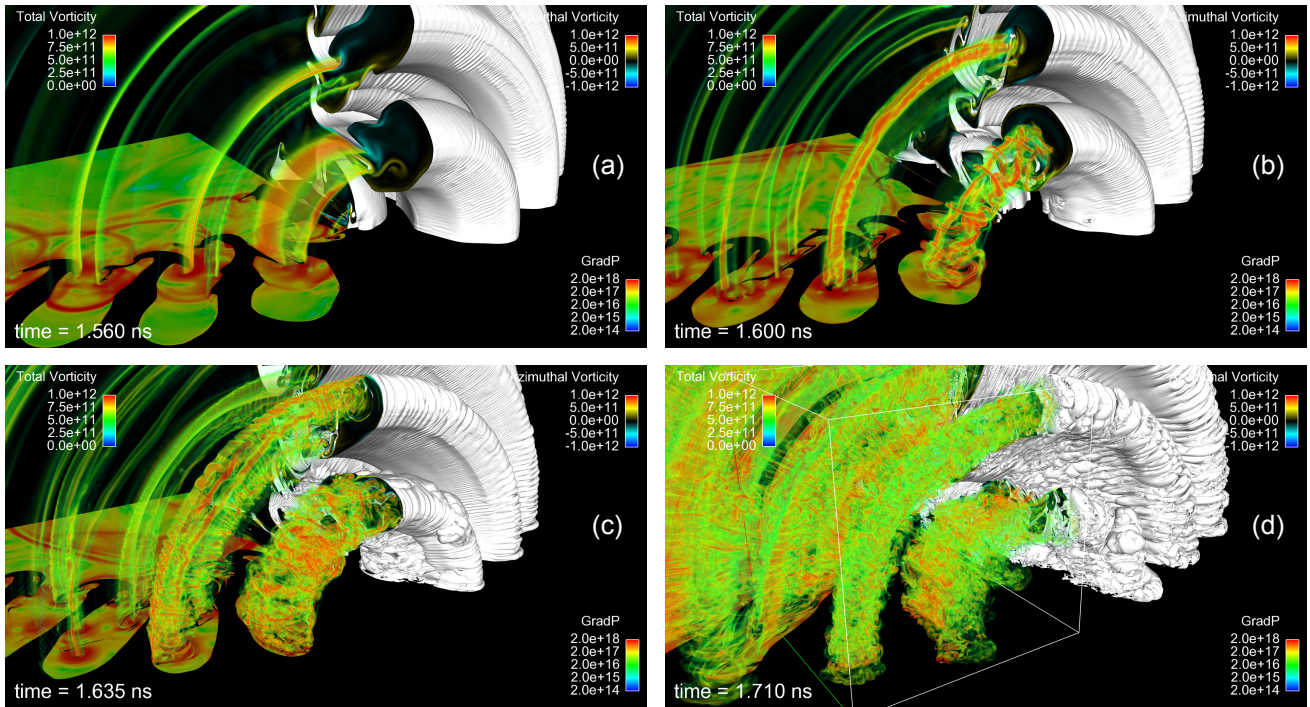 Total Vorticity
1.0e+12
7.5e+11
5.0e+11
2.5e+11
0.0e+00
Azimuthal Vorticity
1.0e+12
5.0e+11
0.0e+00
-5.0e+11
-1.0e+12
(a)
GradP
2.0e+18
2.0e+17
2.0e+16
2.0e+15
2.0e+14
time = 1.560 ns
Total Vorticity
1.0e+12
7.5e+11
5.0e+11
2.5e+11
0.0e+00
Azimuthal Vorticity
1.0e+12
5.0e+11
0.0e+00
-5.0e+11
-1.0e+12
(b)
GradP
2.0e+18
2.0e+17
2.0e+16
2.0e+15
2.0e+14
time = 1.600 ns
Total Vorticity
1.0e+12
7.5e+11
5.0e+11
2.5e+11
0.0e+00
zimuthal Vorticity
1.0e+12
5.0e+11
0.0e+00
-5.0e+11
-1.0e+12
(c)
GradP
2.0e+18
2.0e+17
2.0e+16
2.0e+15
2.0e+14
time = 1.635 ns
Total Vorticity
1.0e+12
7.5e+11
5.0e+11
2.5e+11
0.0e+00
Vorticity
1.0e+12
5.0e+11
0.0e+00
-5.0e+11
-1.0e+12
(d)
GradP
2.0e+18
2.0e+17
2.0e+16
2.0e+15
2.0e+14
time = 1.710 ns